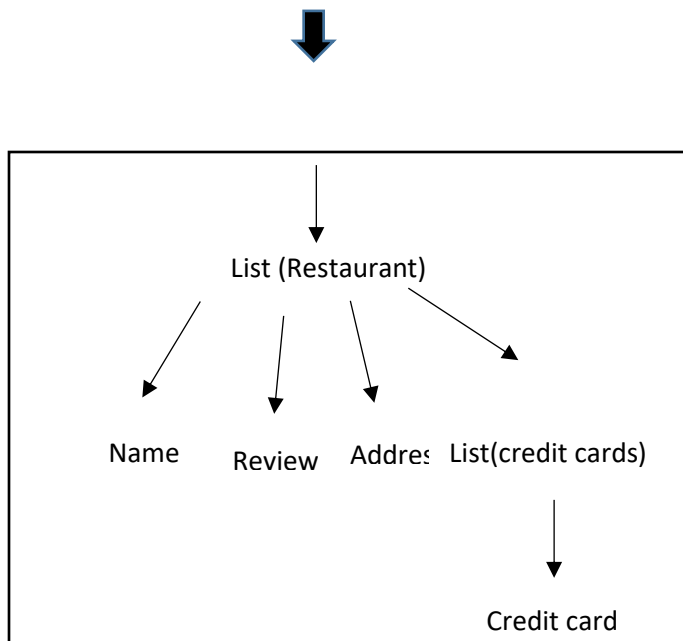 List (Restaurant)
Name
Review
Addres
List(credit cards)
Credit card